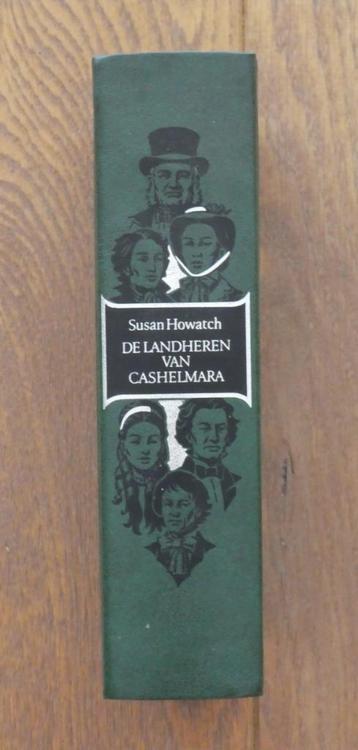 Susan Howatch
DE LANDHEREN
VAN
CASHELMARA